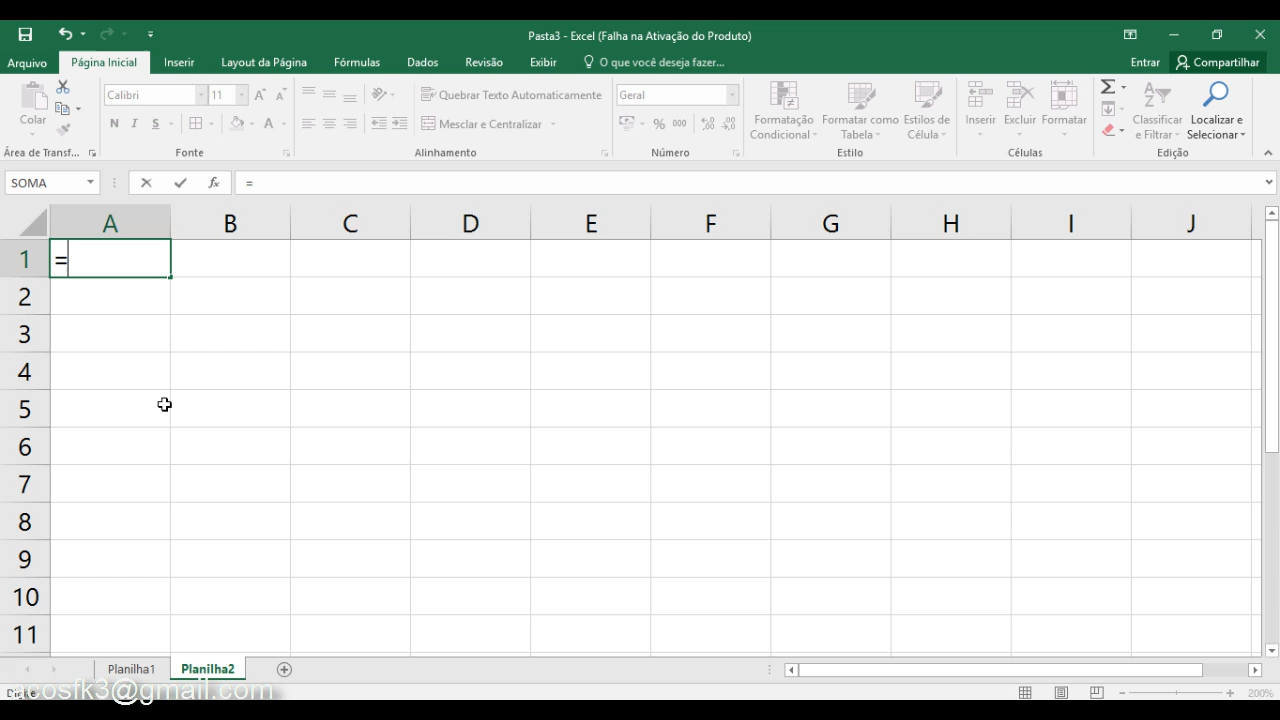 Pasta3 - Excel (Falha na Ativação do Produto)
Arquivo Página Inicial Inserir Layout da Página Fórmulas Dados Revisão Exibir O que você deseja fazer... Entrar Compartilhar
Colar
Calibri 11
N I S
Quebrar Texto Automaticamente
Mesclar e Centralizar
Geral
% 000
Formatação Condicional
Formatar como Tabela
Estilos de Célula
Inserir Excluir Formatar
Classificar e Filtrar
Localizar e Selecionar
Área de Transf... Fonte Alinhamento Número Estilo Células Edição
SOMA fx =
A B C D E F G H I J
1 =
2
3
4
5
6
7
8
9
10
11
Planilha1 Planilha2
200%